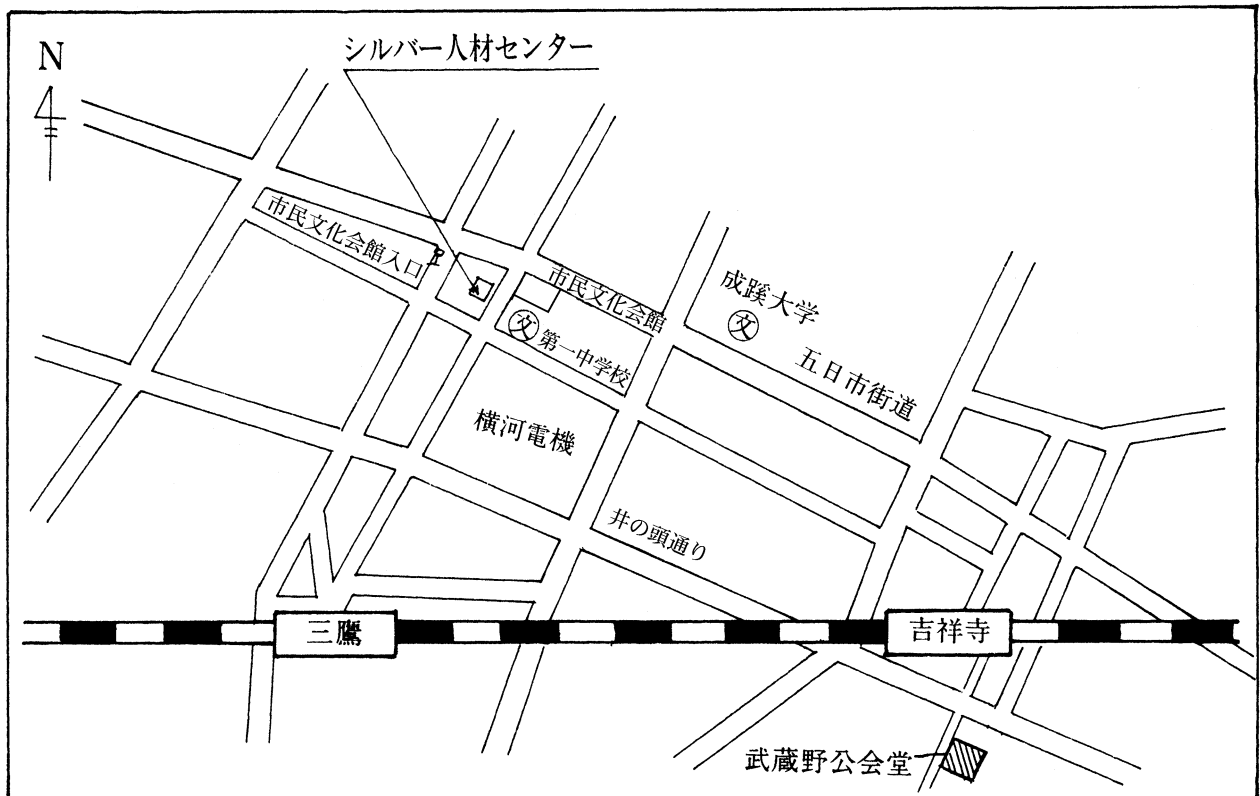 N
シルバー人材センター
市民文化会館入口
市民文化会館
文
第一中学校
成蹊大学
文
五日市街道
横河電機
井の頭通り
三鷹
吉祥寺
武蔵野公会堂